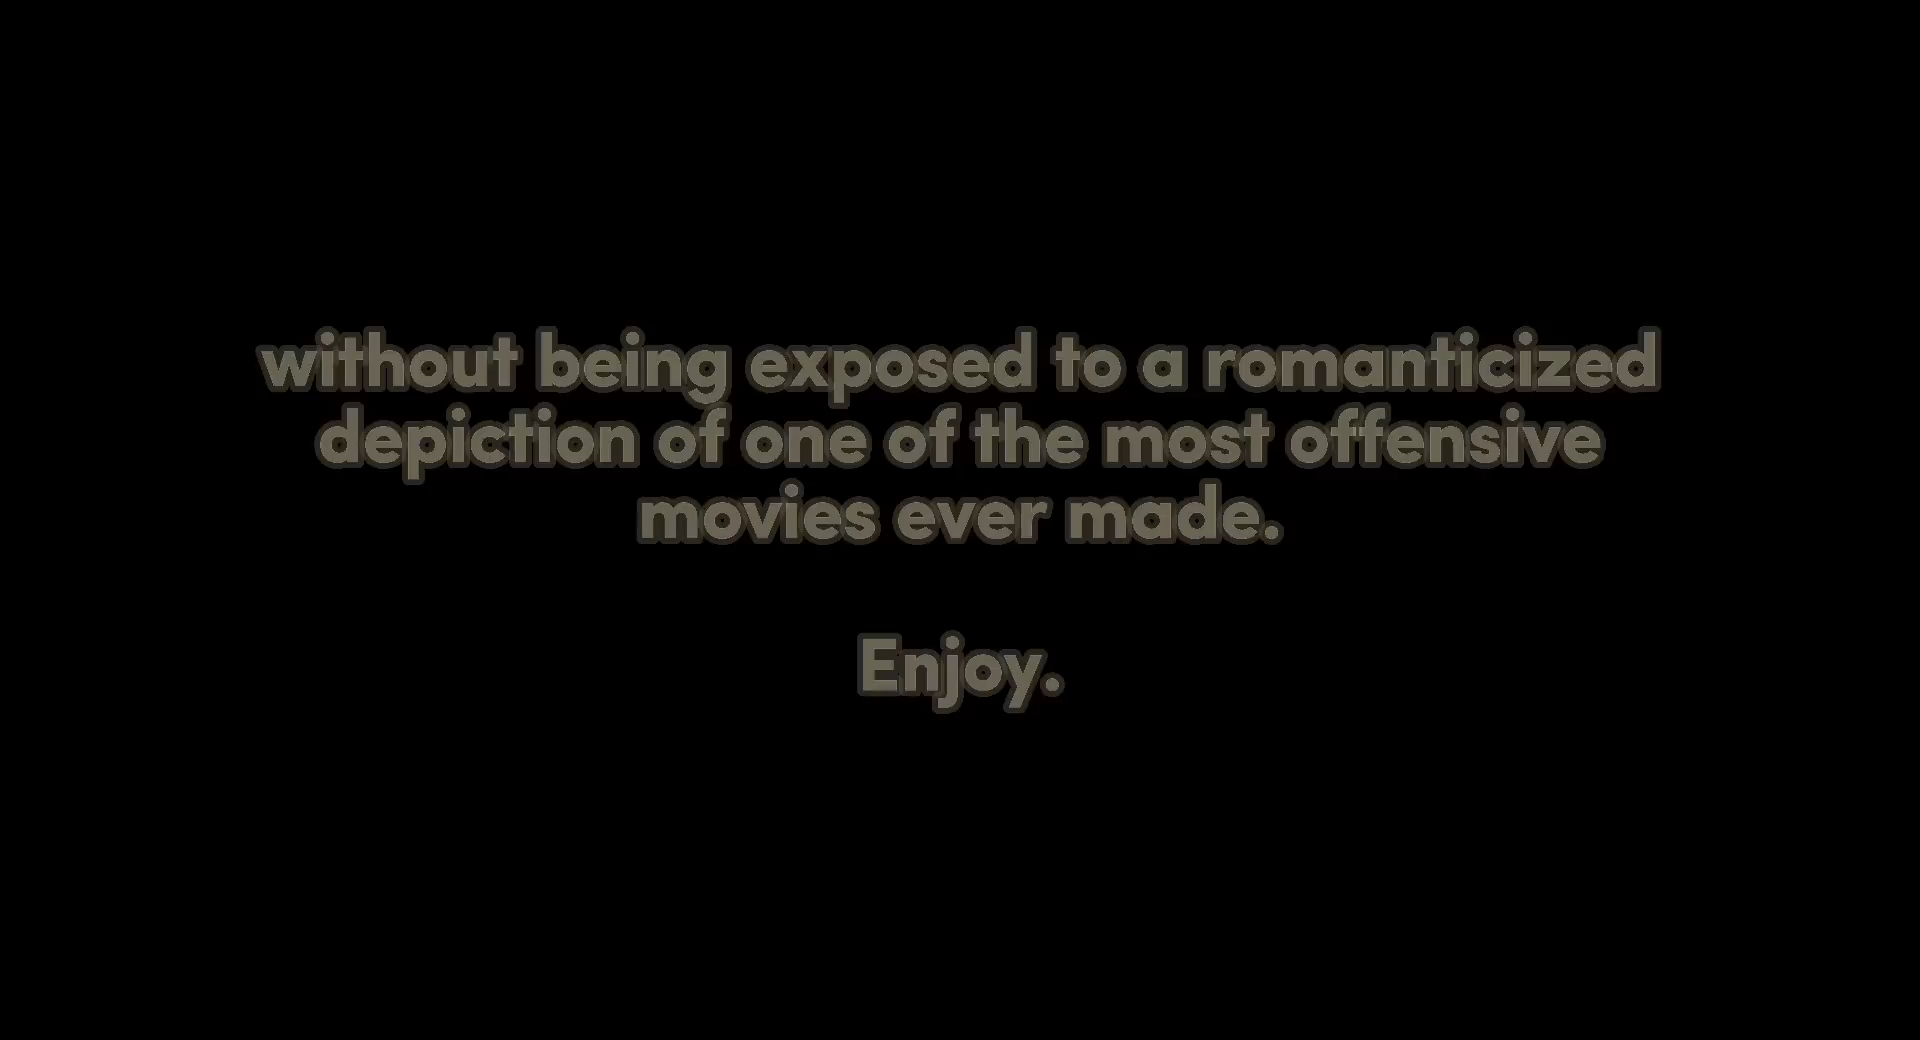 without being exposed to a romanticized
depiction of one of the most offensive
movies ever made.
Enjoy.